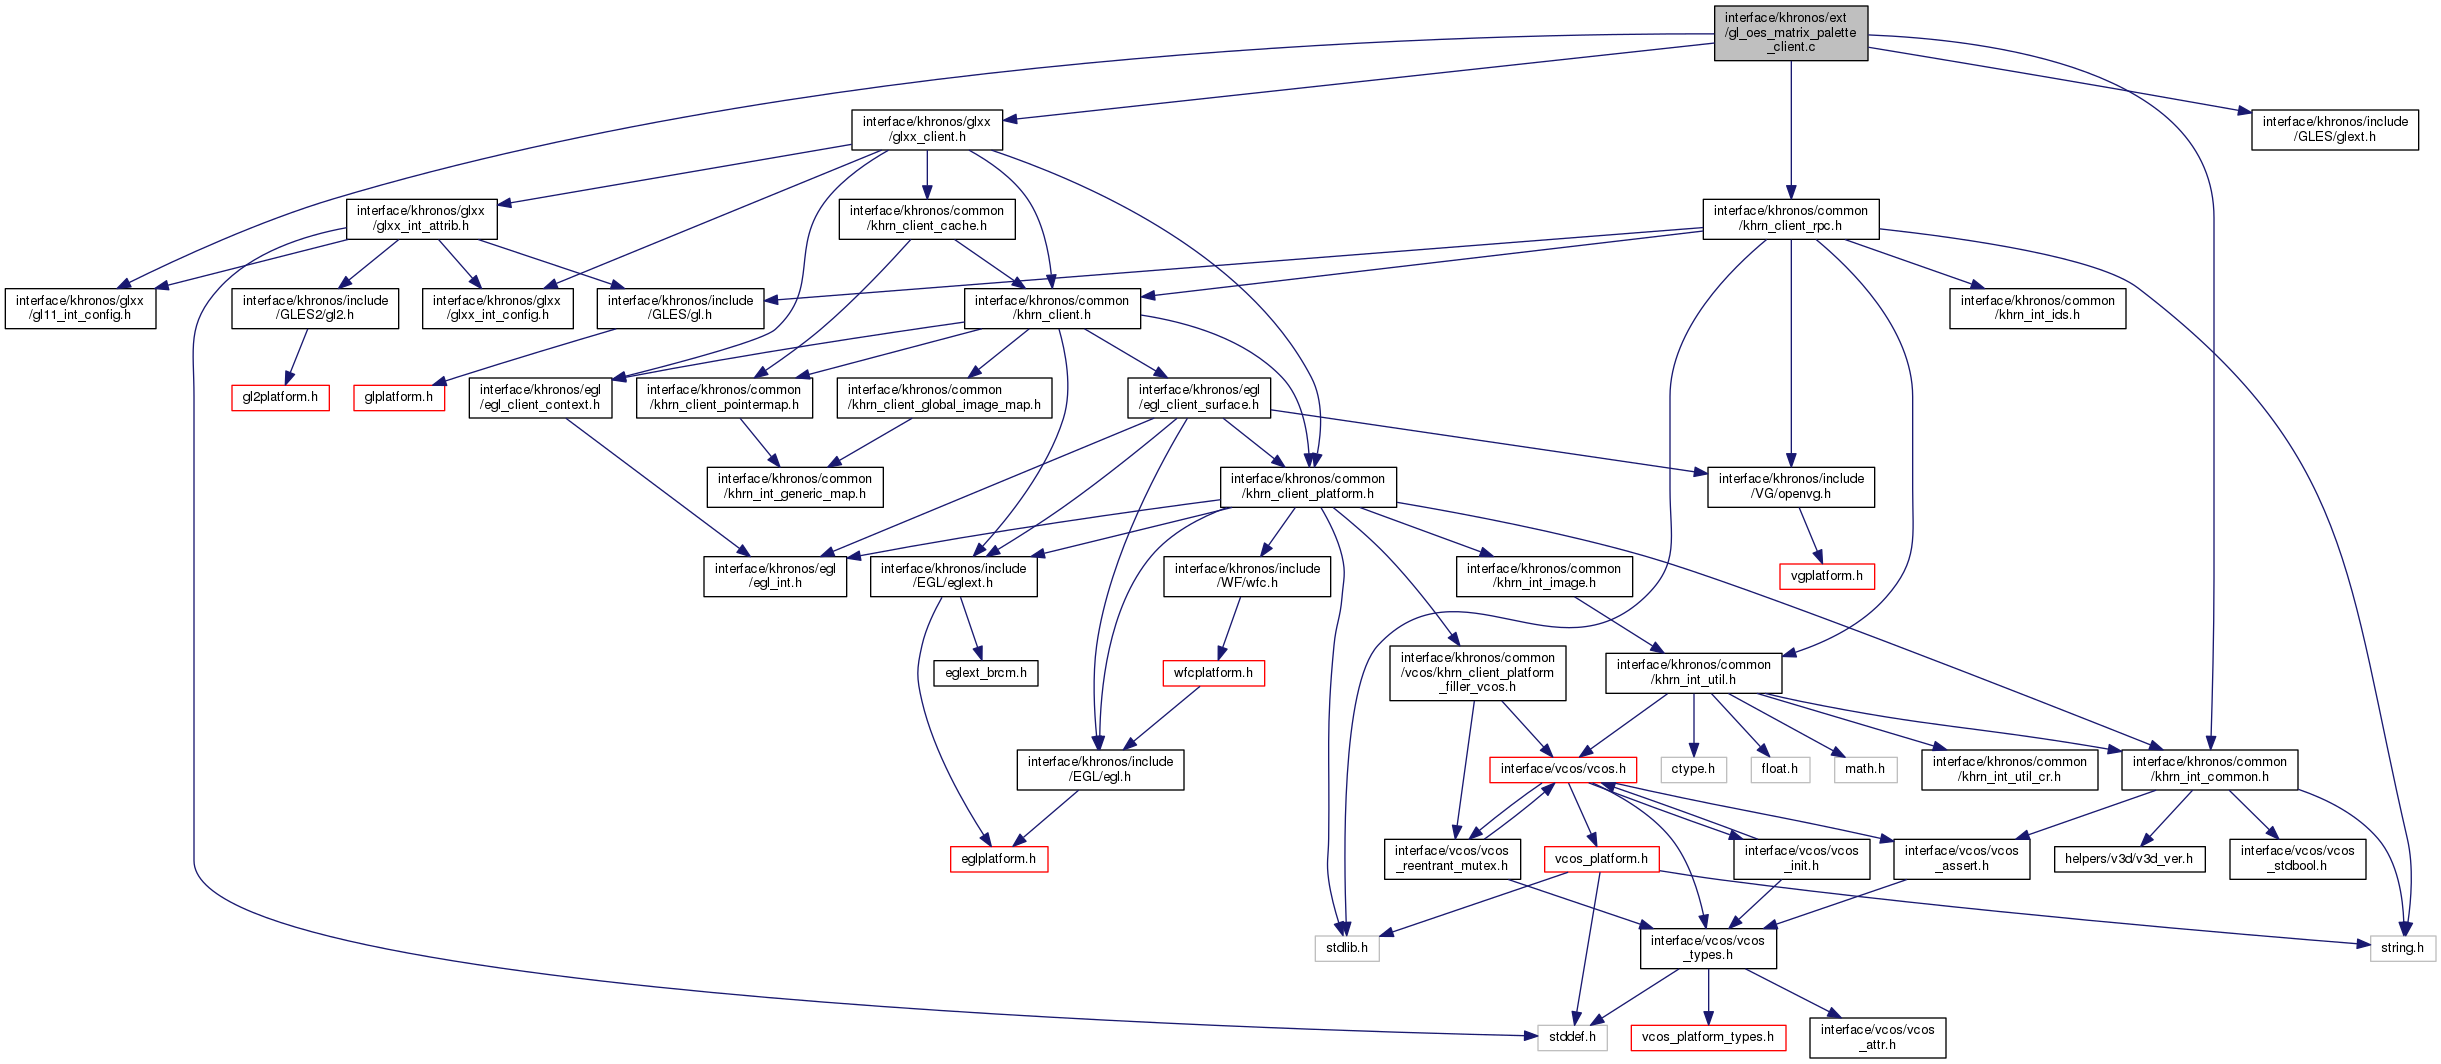 interface/khronos/ext
/gl_oes_matrix_palette
_client.c
interface/khronos/glxx
/glxx_client.h
interface/khronos/include
/GLES/glext.h
interface/khronos/glxx
/glxx_int_attrib.h
interface/khronos/common
/khrn_client_cache.h
interface/khronos/common
/khrn_client_rpc.h
interface/khronos/glxx
/gl11_int_config.h
interface/khronos/include
/GLES2/gl2.h
interface/khronos/glxx
/glxx_int_config.h
interface/khronos/include
/GLES/gl.h
interface/khronos/common
/khrn_client.h
interface/khronos/common
/khrn_int_ids.h
gl2platform.h
glplatform.h
interface/khronos/egl
/egl_client_context.h
interface/khronos/common
/khrn_client_pointermap.h
interface/khronos/common
/khrn_client_global_image_map.h
interface/khronos/egl
/egl_client_surface.h
interface/khronos/common
/khrn_int_generic_map.h
interface/khronos/common
/khrn_client_platform.h
interface/khronos/include
/VG/openvg.h
interface/khronos/egl
/egl_int.h
interface/khronos/include
/EGL/eglext.h
interface/khronos/include
/WF/wfc.h
interface/khronos/common
/khrn_int_image.h
vgplatform.h
eglext_brcm.h
wfcplatform.h
interface/khronos/common
/vcos/khrn_client_platform
_filler_vcos.h
interface/khronos/common
/khrn_int_util.h
interface/khronos/include
/EGL/egl.h
interface/vcos/vcos.h
ctype.h
float.h
math.h
interface/khronos/common
/khrn_int_util_cr.h
interface/khronos/common
/khrn_int_common.h
eglplatform.h
interface/vcos/vcos
_reentrant_mutex.h
vcos_platform.h
interface/vcos/vcos
_init.h
interface/vcos/vcos
_assert.h
helpers/v3d/v3d_ver.h
interface/vcos/vcos
_stdbool.h
stdlib.h
interface/vcos/vcos
_types.h
string.h
stddef.h
vcos_platform_types.h
interface/vcos/vcos
_attr.h